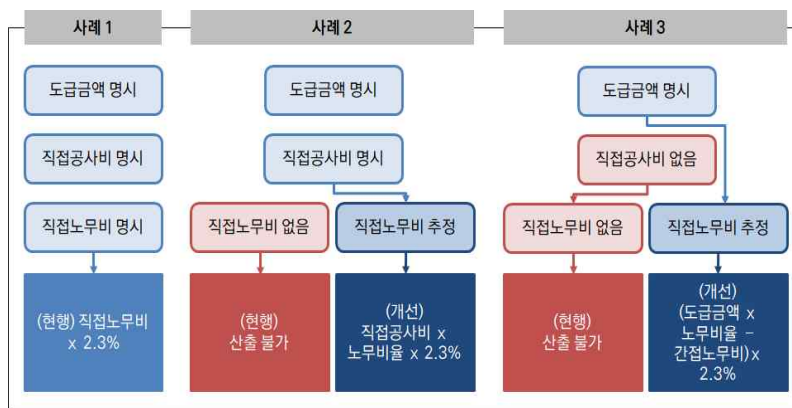 사례 1
사례 2
사례 3
도급금액 명시
도급금액 명시
도급금액 명시
직접공사비 명시
직접공사비 명시
직접공사비 없음
직접노무비 명시
직접노무비 없음
직접노무비 추정
직접노무비 없음
직접노무비 추정
(현행) 직접노무비
x 2.3%
(현행)
산출 불가
(개선)
직접공사비 x
노무비율 x 2.3%
(현행)
산출 불가
(개선)
(도급금액 x
노무비율 –
간접노무비) x
2.3%